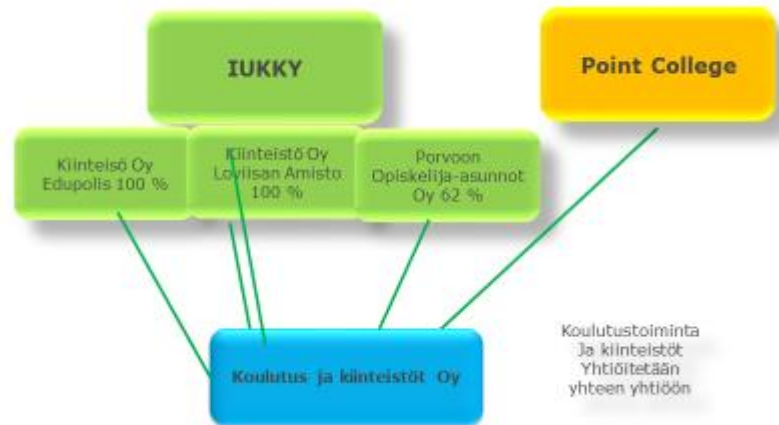 IUKKY
Point College
Kiinteisö Oy
Edupolis 100 %
Kiinteistö Oy
Loviisan Amisto
100 %
Porvoon
Opiskelija-asunnot
Oy 62 %
Koulutus ja kiinteistöt Oy
Koulutustoiminta
Ja kiinteistöt
Yhtiöitetään
yhteen yhtiöön